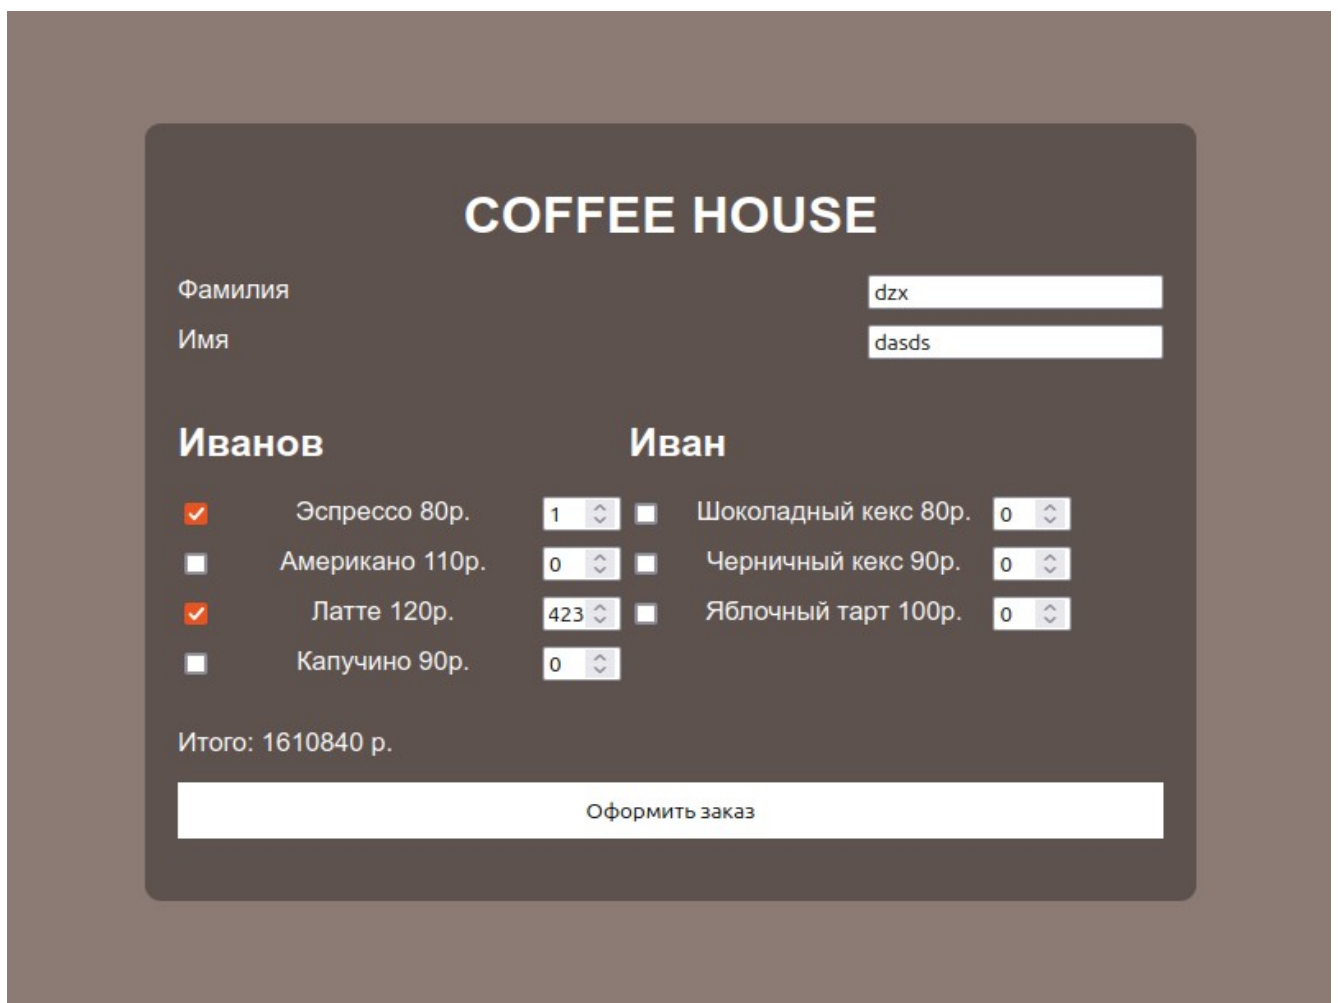 COFFEE HOUSE
Фамилия dzx
Имя dasds
Иванов Иван
Эспрессо 80р. 1 Шоколадный кекс 80р. 0
Американо 110р. 0 Черничный кекс 90р. 0
Латте 120р. 423 Яблочный тарт 100р. 0
Капучино 90р. 0
Итого: 1610840 р.
Оформить заказ